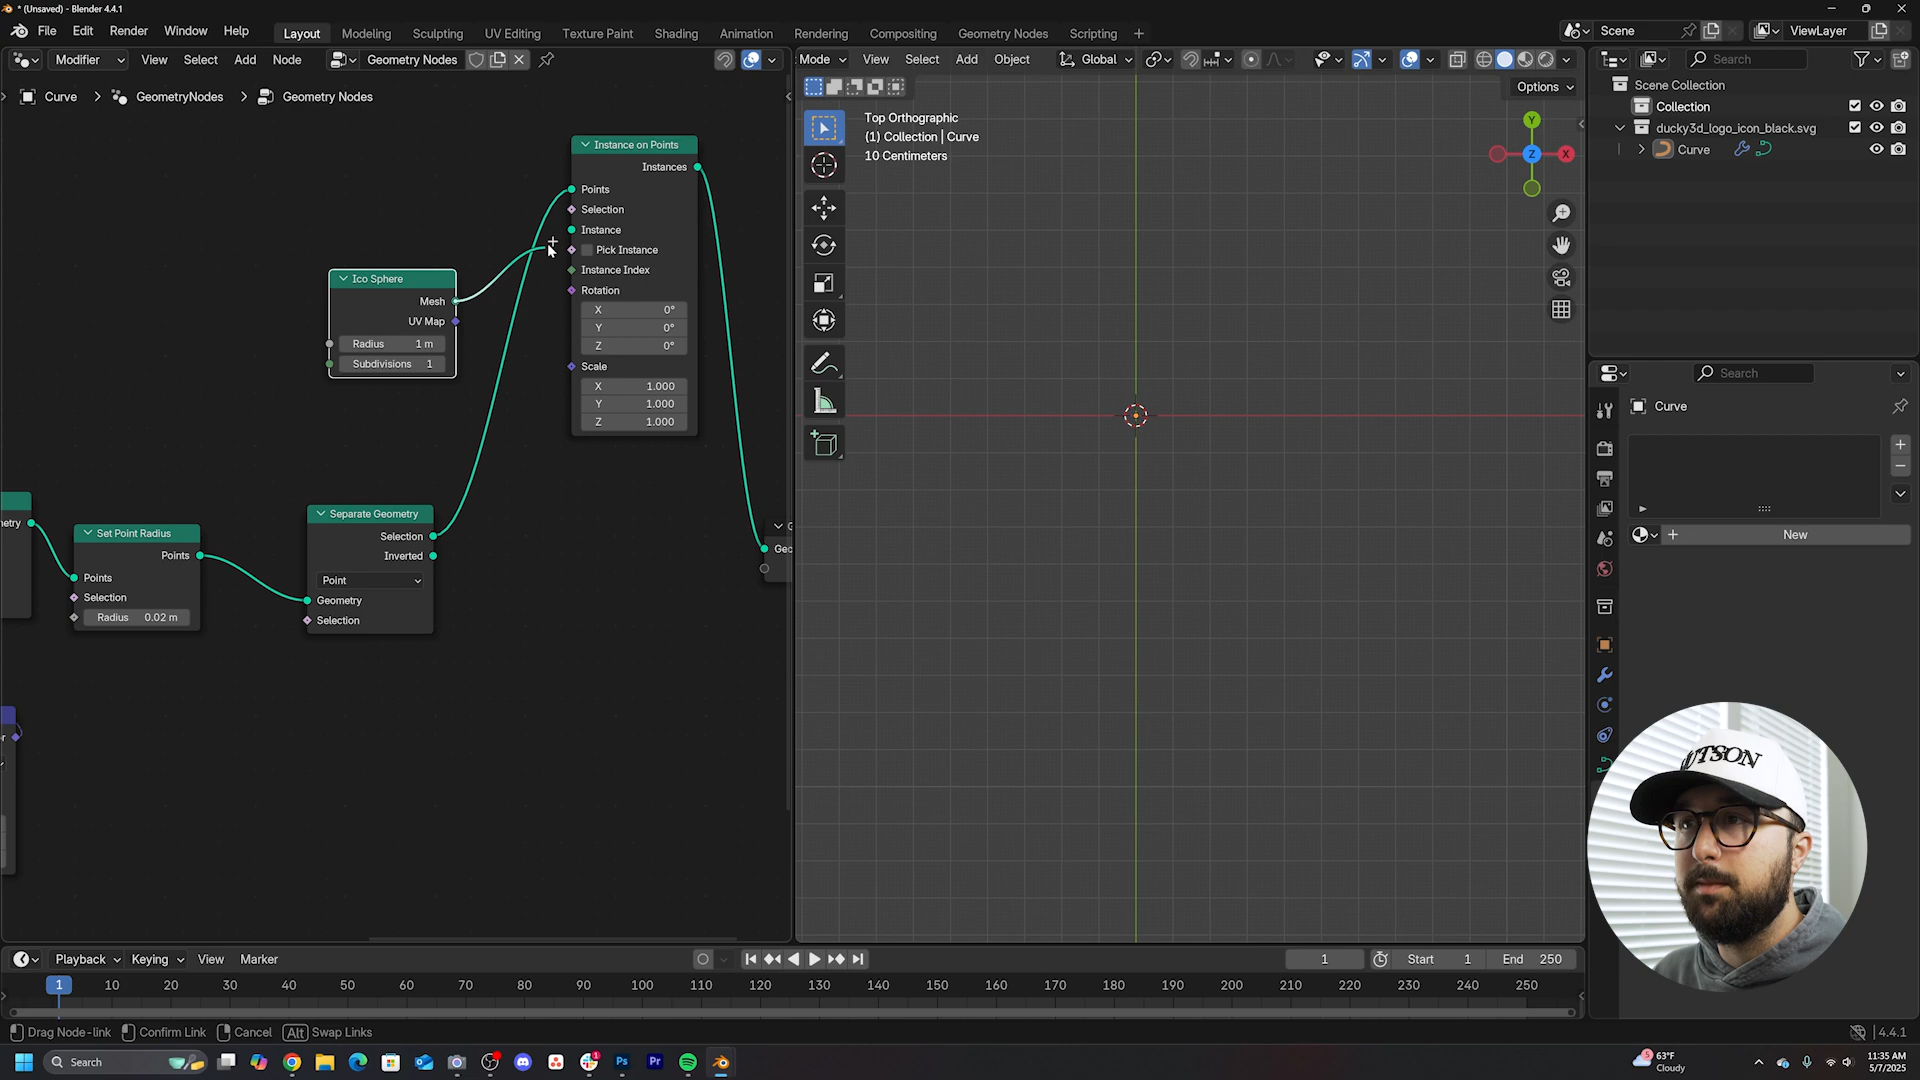 * (Unsaved) - Blender 4.4.1
File Edit Render Window Help Layout Modeling Sculpting UV Editing Texture Paint Shading Animation Rendering Compositing Geometry Nodes Scripting + Scene ViewLayer
Modifier View Select Add Node Geometry Nodes Mode View Select Add Object Global Search
Curve > GeometryNodes > Geometry Nodes
Options
Top Orthographic
(1) Collection | Curve
10 Centimeters
Y
Z
X
Scene Collection
Collection
ducky3d_logo_icon_black.svg
Curve
Instance on Points
Instances
Points
Selection
Instance
Pick Instance
Instance Index
Rotation
X 0°
Y 0°
Z 0°
Scale
X 1.000
Y 1.000
Z 1.000
Ico Sphere
Mesh
UV Map
Radius 1 m
Subdivisions 1
Set Point Radius
Points
Points
Selection
Radius 0.02 m
Separate Geometry
Selection
Inverted
Point
Geometry
Selection
Search
Curve
New
UTSON
Playback Keying View Marker 1 Start 1 End 250
1 10 20 30 40 50 60 70 80 90 100 110 120 130 140 150 160 170 180 190 200 210 220 230 240 250
Drag Node-link Confirm Link Cancel Alt Swap Links 4.4.1
Search
63°F
Cloudy
11:35 AM
5/7/2025